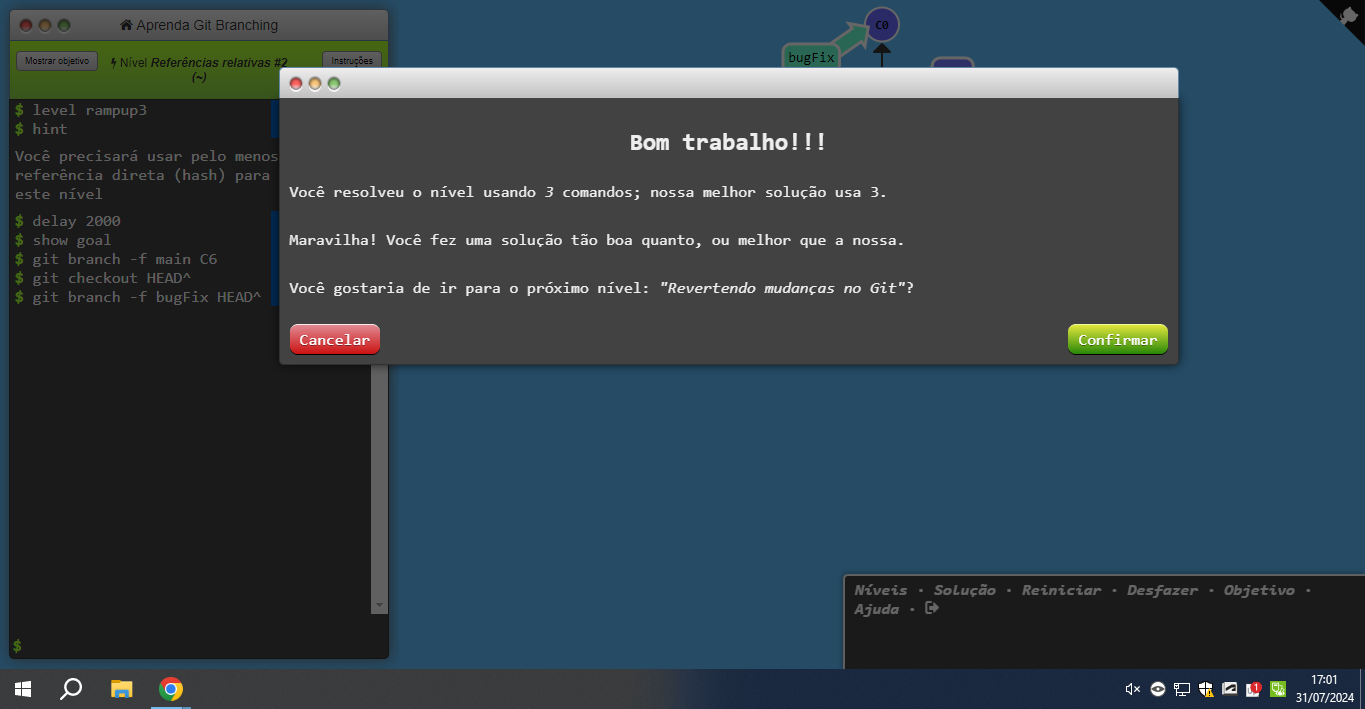 Aprenda Git Branching
Mostrar objetivo
Nível Referências relativas #2
(~)
Instruções
$ level rampup3
$ hint
Você precisará usar pelo menos
referência direta (hash) para
este nível
$ delay 2000
$ show goal
$ git branch -f main C6
$ git checkout HEAD^
$ git branch -f bugFix HEAD^
$
C0
bugFix
Bom trabalho!!!
Você resolveu o nível usando 3 comandos; nossa melhor solução usa 3.
Maravilha! Você fez uma solução tão boa quanto, ou melhor que a nossa.
Você gostaria de ir para o próximo nível: "Revertendo mudanças no Git"?
Cancelar
Confirmar
Níveis · Solução · Reiniciar · Desfazer · Objetivo ·
Ajuda ·
1
17:01
31/07/2024